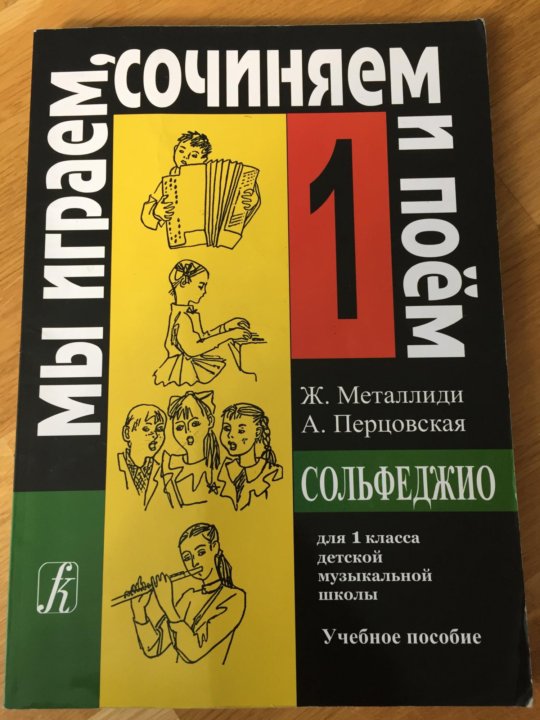 МЫ ИГРАЕМ,
СОЧИНЯЕМ
И ПОЁМ
1
Ж. Металлиди
А. Перцовская
СОЛЬФЕДЖИО
для 1 класса
детской
музыкальной
школы
Учебное пособие